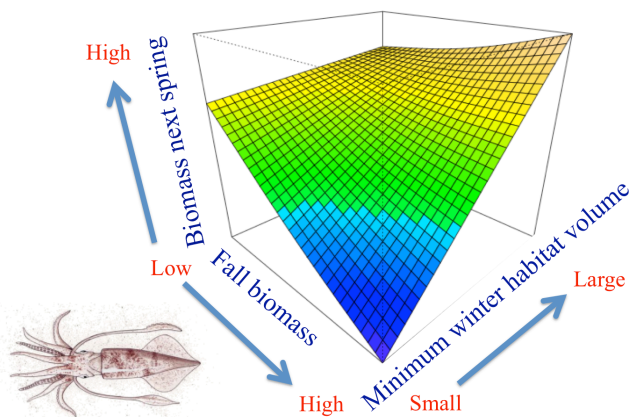 High
Biomass next spring
Low
Fall biomass
High
Small
Minimum winter habitat volume
Large